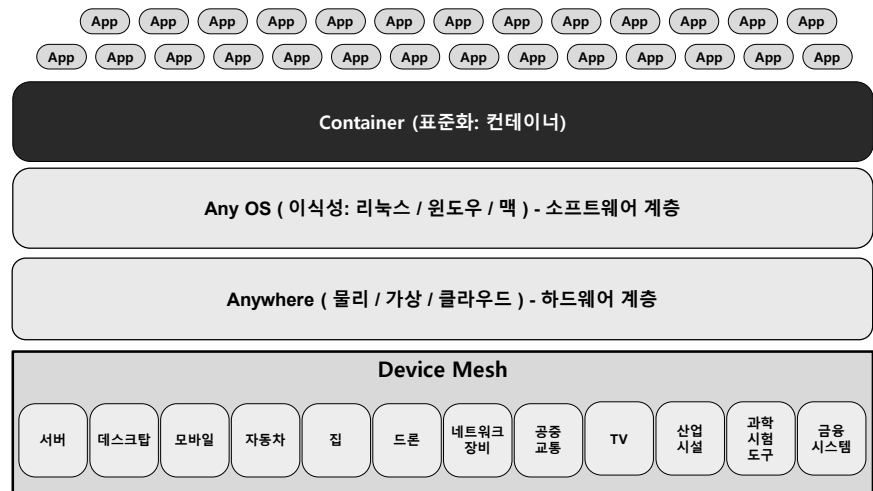 App App App App App App App App App App App App App
App App App App App App App App App App App App App App
Container (표준화: 컨테이너)
Any OS ( 이식성: 리눅스 / 윈도우 / 맥 ) - 소프트웨어 계층
Anywhere ( 물리 / 가상 / 클라우드 ) - 하드웨어 계층
Device Mesh
서버
데스크탑
모바일
자동차
집
드론
네트워크
장비
공중
교통
TV
산업
시설
과학
시험
도구
금융
시스템